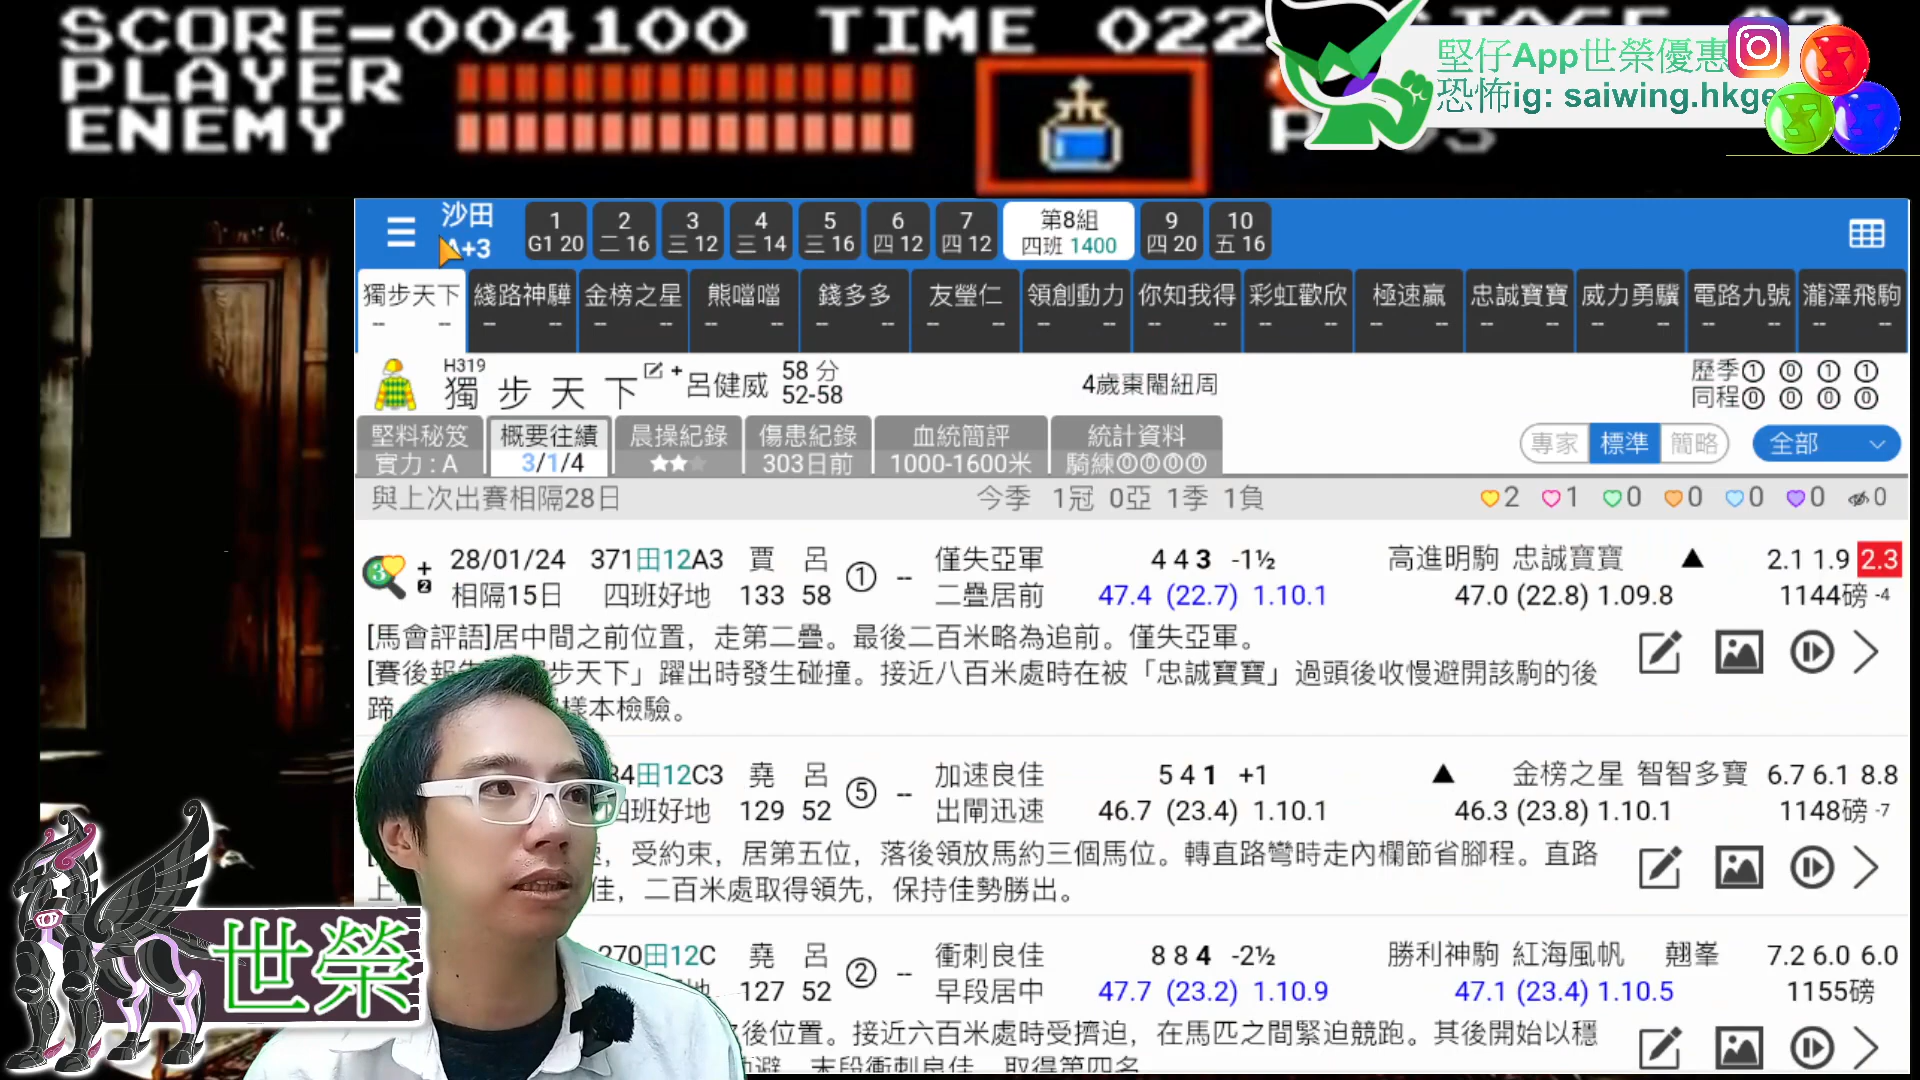 SCORE-004100 TIME 022
PLAYER
ENEMY
堅仔App世榮優惠
恐怖ig: saiwing.hkge
沙田
A+3
1 2 3 4 5 6 7 第8組 9 10
G1 20 二 16 三 12 三 14 三 16 四 12 四 12 四班 1400 四 20 五 16
獨步天下 綫路神驊 金榜之星 熊噹噹 錢多多 友瑩仁 領創動力 你知我得 彩虹歡欣 極速贏 忠誠寶寶 威力勇驥 電路九號 瀧澤飛駒
-- -- -- -- -- -- -- -- -- -- -- -- -- -- -- -- -- -- -- -- -- -- -- -- -- -- -- --
H319
獨步天下 + 呂健威 58 分 4歲棗閹紐周 歷季① ⓪ ① ①
52-58 同程⓪ ⓪ ⓪ ⓪
堅料秘笈 概要往績 晨操紀錄 傷患紀錄 血統簡評 統計資料
實力 : A 3/1/4 ★★★ 303日前 1000-1600米 騎練⓪⓪⓪⓪
專家 標準 簡略 全部
與上次出賽相隔28日 今季 1冠 0亞 1季 1負 2 1 0 0 0 0 0
3 + 28/01/24 371田12A3 賈 呂 ① -- 僅失亞軍 4 4 3 -1½ 高進明駒 忠誠寶寶 ▲ 2.1 1.9 2.3
2 相隔15日 四班好地 133 58 二疊居前 47.4 (22.7) 1.10.1 47.0 (22.8) 1.09.8 1144磅 -4
[馬會評語]居中間之前位置，走第二疊。最後二百米略為追前。僅失亞軍。
[賽後報 步天下」躍出時發生碰撞。接近八百米處時在被「忠誠寶寶」過頭後收慢避開該駒的後
蹄 樣本檢驗。
34田12C3 堯 呂 ⑤ -- 加速良佳 5 4 1 +1 ▲ 金榜之星 智智多寶 6.7 6.1 8.8
四班好地 129 52 出閘迅速 46.7 (23.4) 1.10.1 46.3 (23.8) 1.10.1 1148磅 -7
，受約束，居第五位，落後領放馬約三個馬位。轉直路彎時走內欄節省腳程。直路
上 佳，二百米處取得領先，保持佳勢勝出。
270田12C 堯 呂 ② -- 衝刺良佳 8 8 4 -2½ 勝利神駒 紅海風帆 翹峯 7.2 6.0 6.0
地 127 52 早段居中 47.7 (23.2) 1.10.9 47.1 (23.4) 1.10.5 1155磅
後位置。接近六百米處時受擠迫，在馬匹之間緊迫競跑。其後開始以穩
避，末段衝刺良佳，取得第四名
世榮